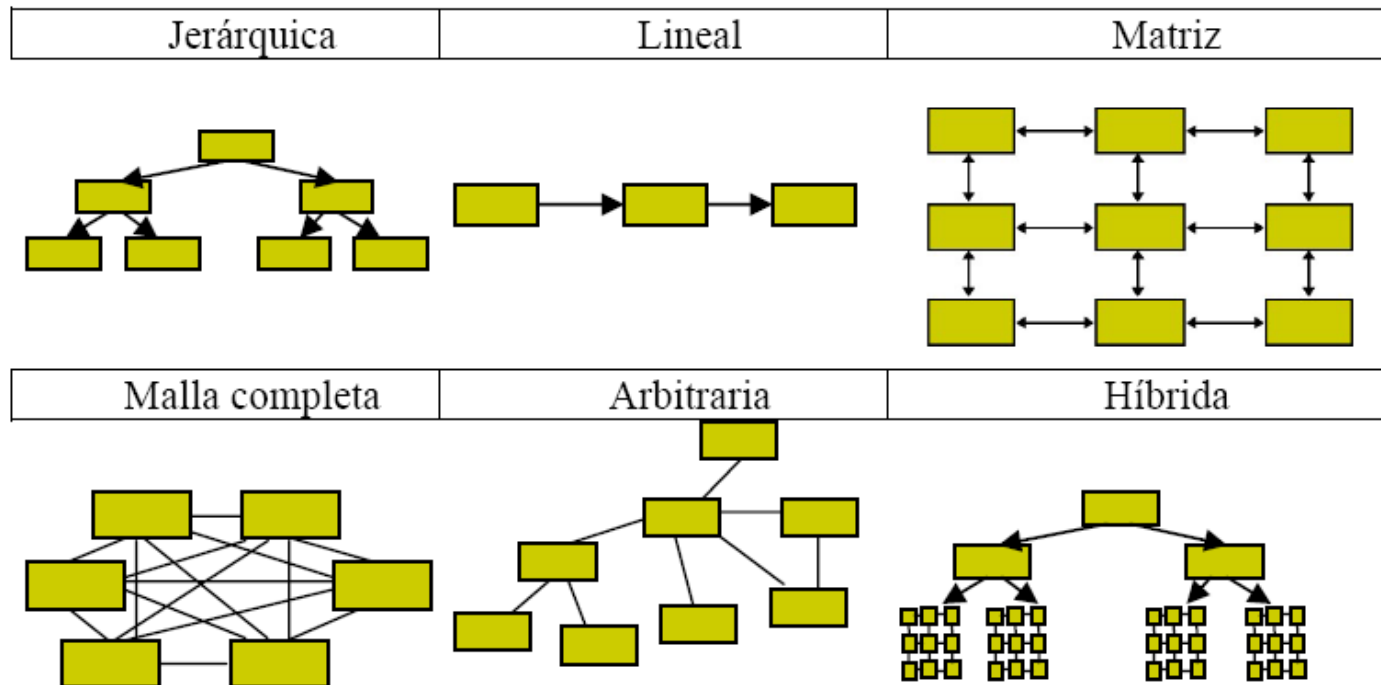 Jerárquica
Lineal
Matriz
Malla completa
Arbitraria
Híbrida